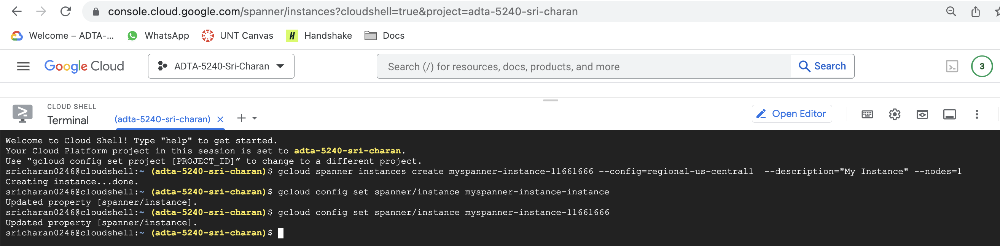 console.cloud.google.com/spanner/instances?cloudshell=true&project=adta-5240-sri-charan
Welcome – ADTA-... WhatsApp UNT Canvas H Handshake Docs
Google Cloud ADTA-5240-Sri-Charan Search (/) for resources, docs, products, and more Search 3
CLOUD SHELL
Terminal (adta-5240-sri-charan) Open Editor
Welcome to Cloud Shell! Type "help" to get started.
Your Cloud Platform project in this session is set to adta-5240-sri-charan.
Use “gcloud config set project [PROJECT_ID]” to change to a different project.
sricharan0246@cloudshell:~ (adta-5240-sri-charan)$ gcloud spanner instances create myspanner-instance-11661666 --config=regional-us-central1  --description="My Instance" --nodes=1
Creating instance...done.
sricharan0246@cloudshell:~ (adta-5240-sri-charan)$ gcloud config set spanner/instance myspanner-instance-instance
Updated property [spanner/instance].
sricharan0246@cloudshell:~ (adta-5240-sri-charan)$ gcloud config set spanner/instance myspanner-instance-11661666
Updated property [spanner/instance].
sricharan0246@cloudshell:~ (adta-5240-sri-charan)$